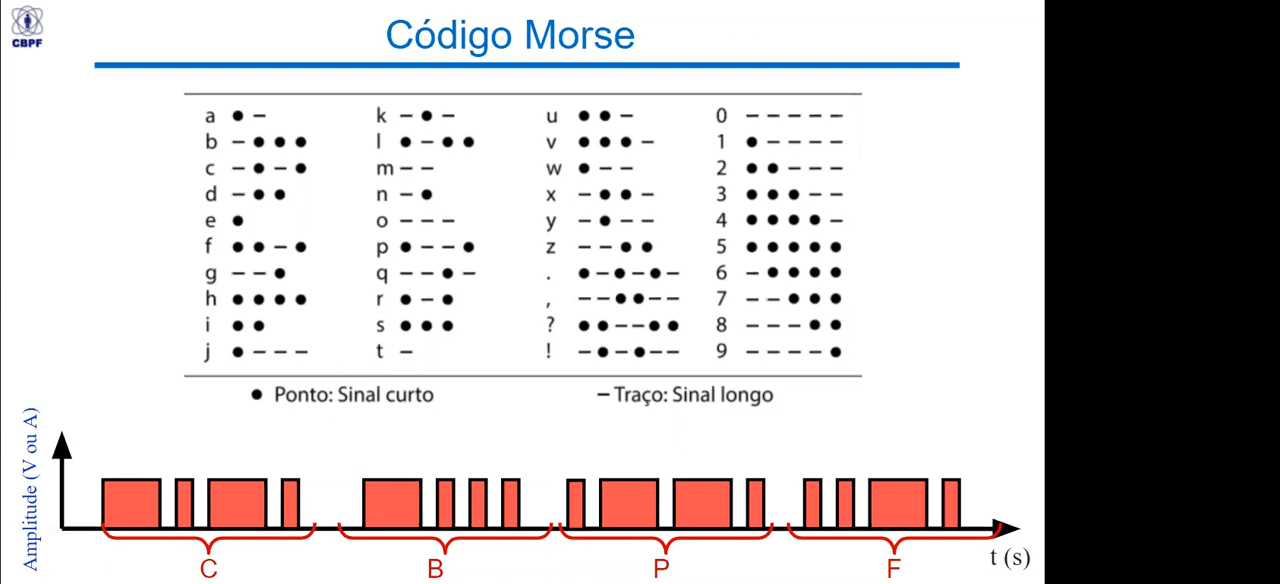 CBPF
Código Morse
a ● – k – ● – u ● ● – 0 – – – – –
b – ● ● ● l ● – ● ● v ● ● ● – 1 ● – – – –
c – ● – ● m – – w ● – – 2 ● ● – – –
d – ● ● n – ● x – ● ● – 3 ● ● ● – –
e ● o – – – y – ● – – 4 ● ● ● ● –
f ● ● – ● p ● – – ● z – – ● ● 5 ● ● ● ● ●
g – – ● q – – ● – . ● – ● – ● – 6 – ● ● ● ●
h ● ● ● ● r ● – ● , – – ● ● – – 7 – – ● ● ●
i ● ● s ● ● ● ? ● ● – – ● ● 8 – – – ● ●
j ● – – – t – ! – ● – ● – – 9 – – – – ●
● Ponto: Sinal curto – Traço: Sinal longo
Amplitude (V ou A)
t (s)
C B P F